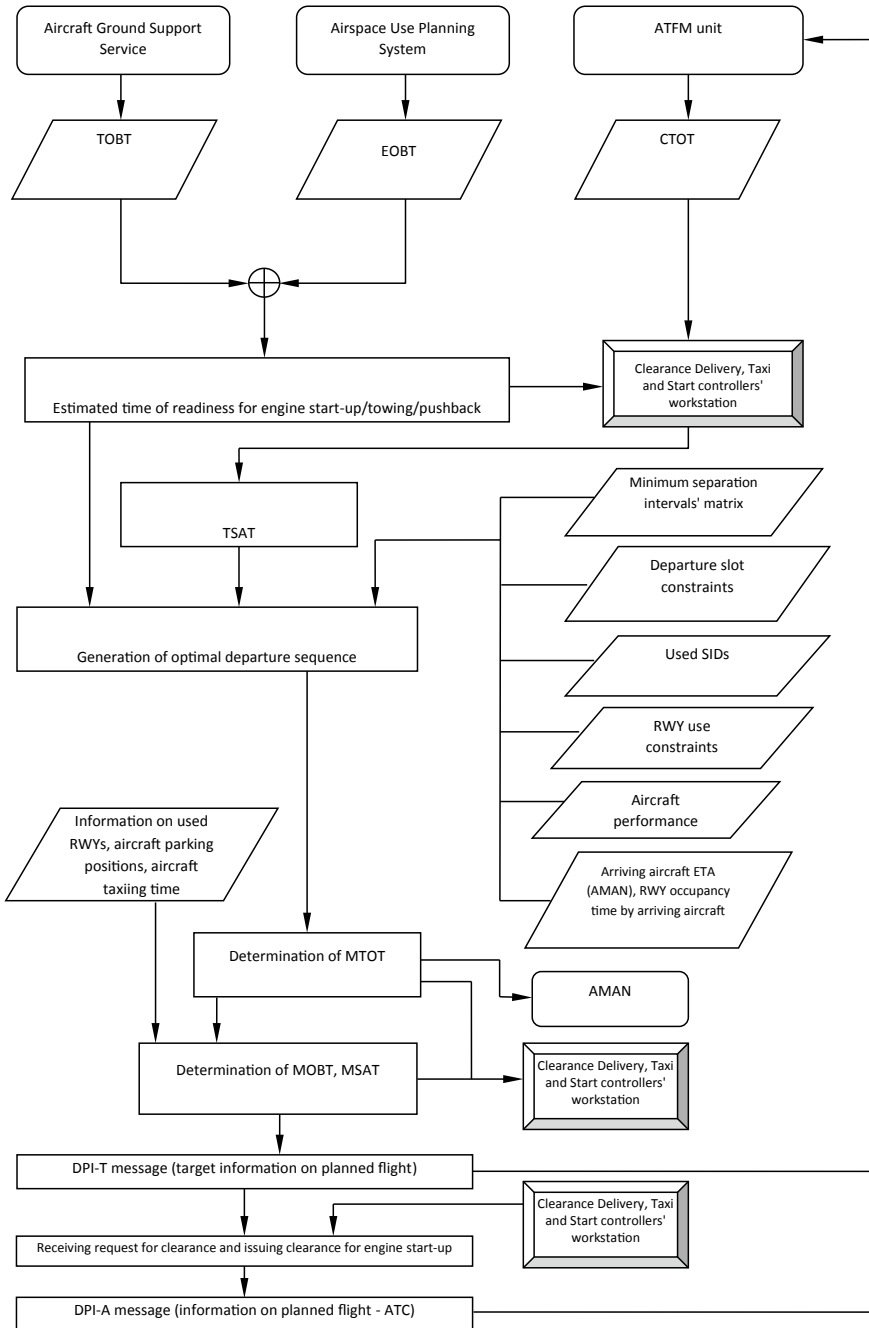 Aircraft Ground Support
Service
Airspace Use Planning
System
ATFM unit
TOBT
EOBT
CTOT
Estimated time of readiness for engine start-up/towing/pushback
Clearance Delivery, Taxi
and Start controllers'
workstation
TSAT
Minimum separation
intervals' matrix
Departure slot
constraints
Generation of optimal departure sequence
Used SIDs
RWY use
constraints
Aircraft
performance
Information on used
RWYs, aircraft parking
positions, aircraft
taxiing time
Arriving aircraft ETA
(AMAN), RWY occupancy
time by arriving aircraft
Determination of MTOT
AMAN
Determination of MOBT, MSAT
Clearance Delivery, Taxi
and Start controllers'
workstation
DPI-T message (target information on planned flight)
Clearance Delivery, Taxi
and Start controllers'
workstation
Receiving request for clearance and issuing clearance for engine start-up
DPI-A message (information on planned flight - ATC)